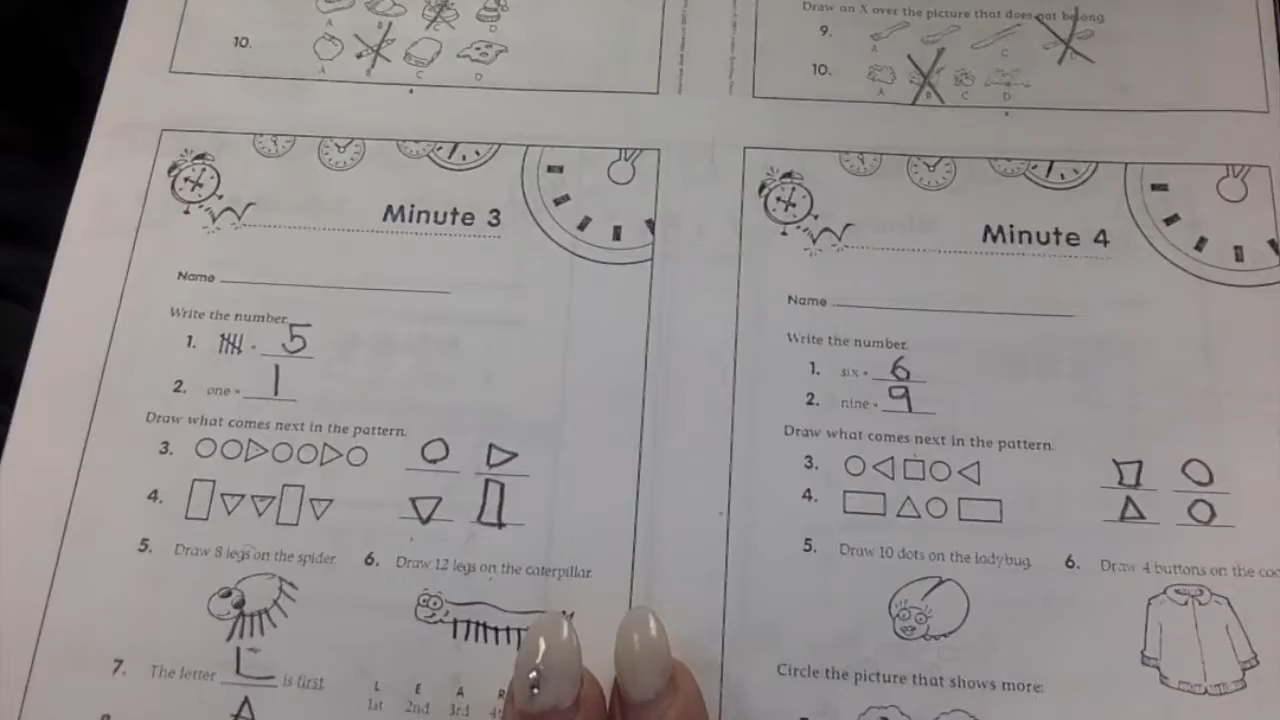 A B C D
10.
A B C D
Draw an X over the picture that does not belong
9.
A C D
10.
A B C D
Minute 3
Name
Write the number.
1. = 5
2. one = 1
Draw what comes next in the pattern.
3.
4.
5. Draw 8 legs on the spider.
6. Draw 12 legs on the caterpillar.
7. The letter L is first.
L E A R
1st 2nd 3rd
A
Minute 4
Name
Write the number.
1. six = 6
2. nine = 9
Draw what comes next in the pattern.
3.
4.
5. Draw 10 dots on the ladybug.
6. Draw 4 buttons on the
Circle the picture that shows more: